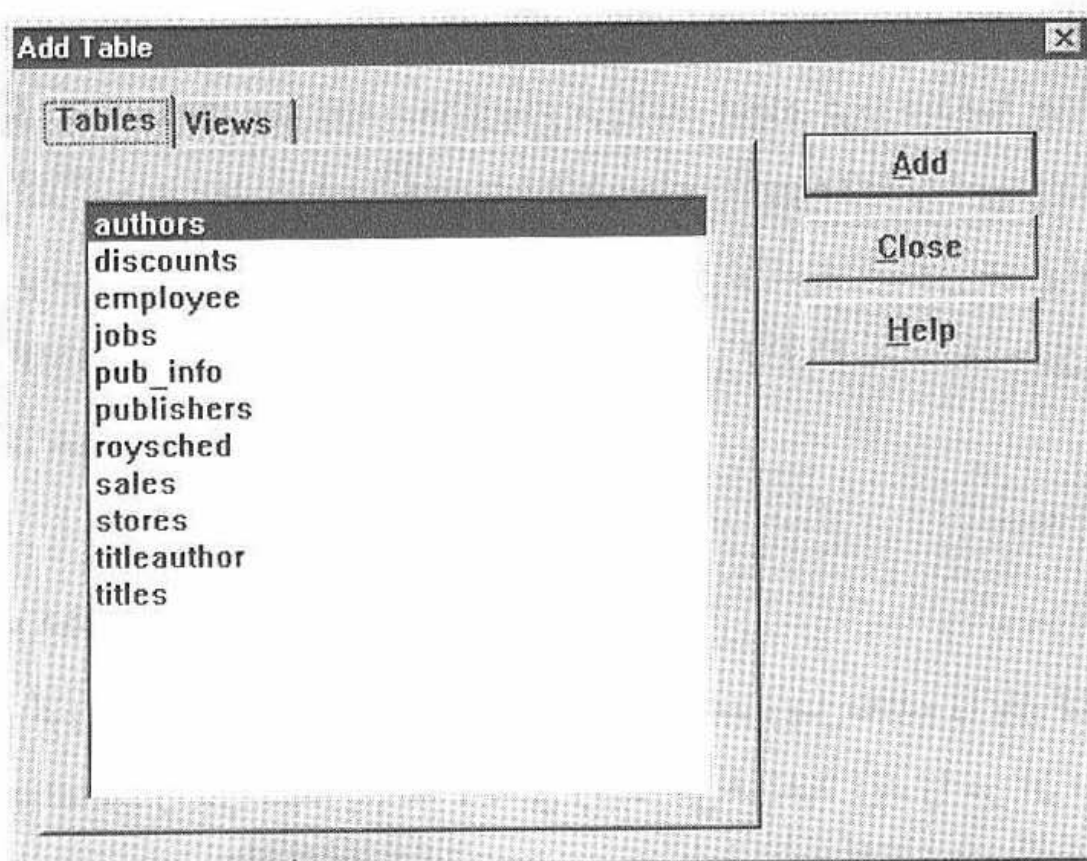 Add Table
Tables Views
authors
discounts
employee
jobs
pub_info
publishers
roysched
sales
stores
titleauthor
titles
Add
Close
Help